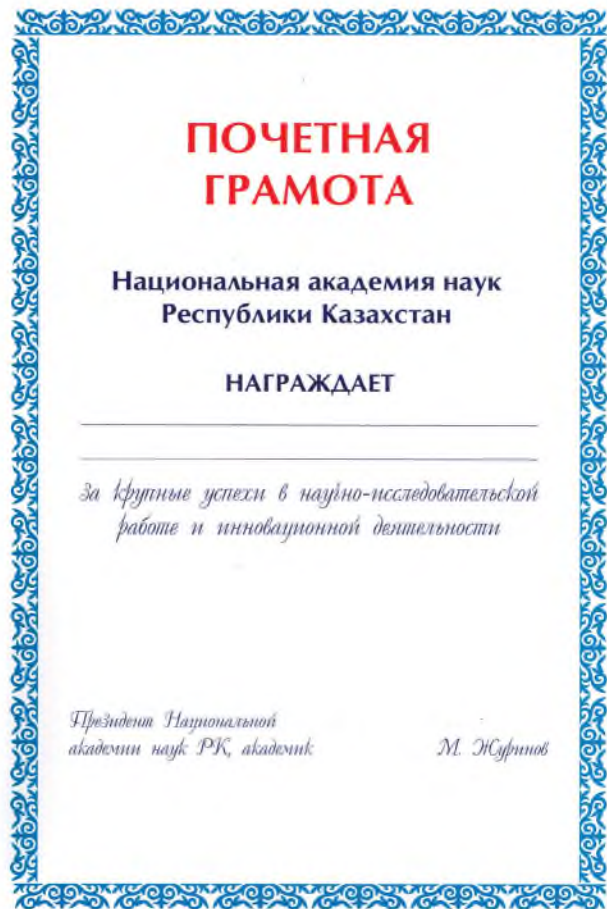 ПОЧЕТНАЯ
ГРАМОТА
Национальная академия наук
Республики Казахстан
НАГРАЖДАЕТ
За крупные успехи в научно-исследовательской
работе и инновационной деятельности
Президент Национальной
академии наук РК, академик
М. Журинов